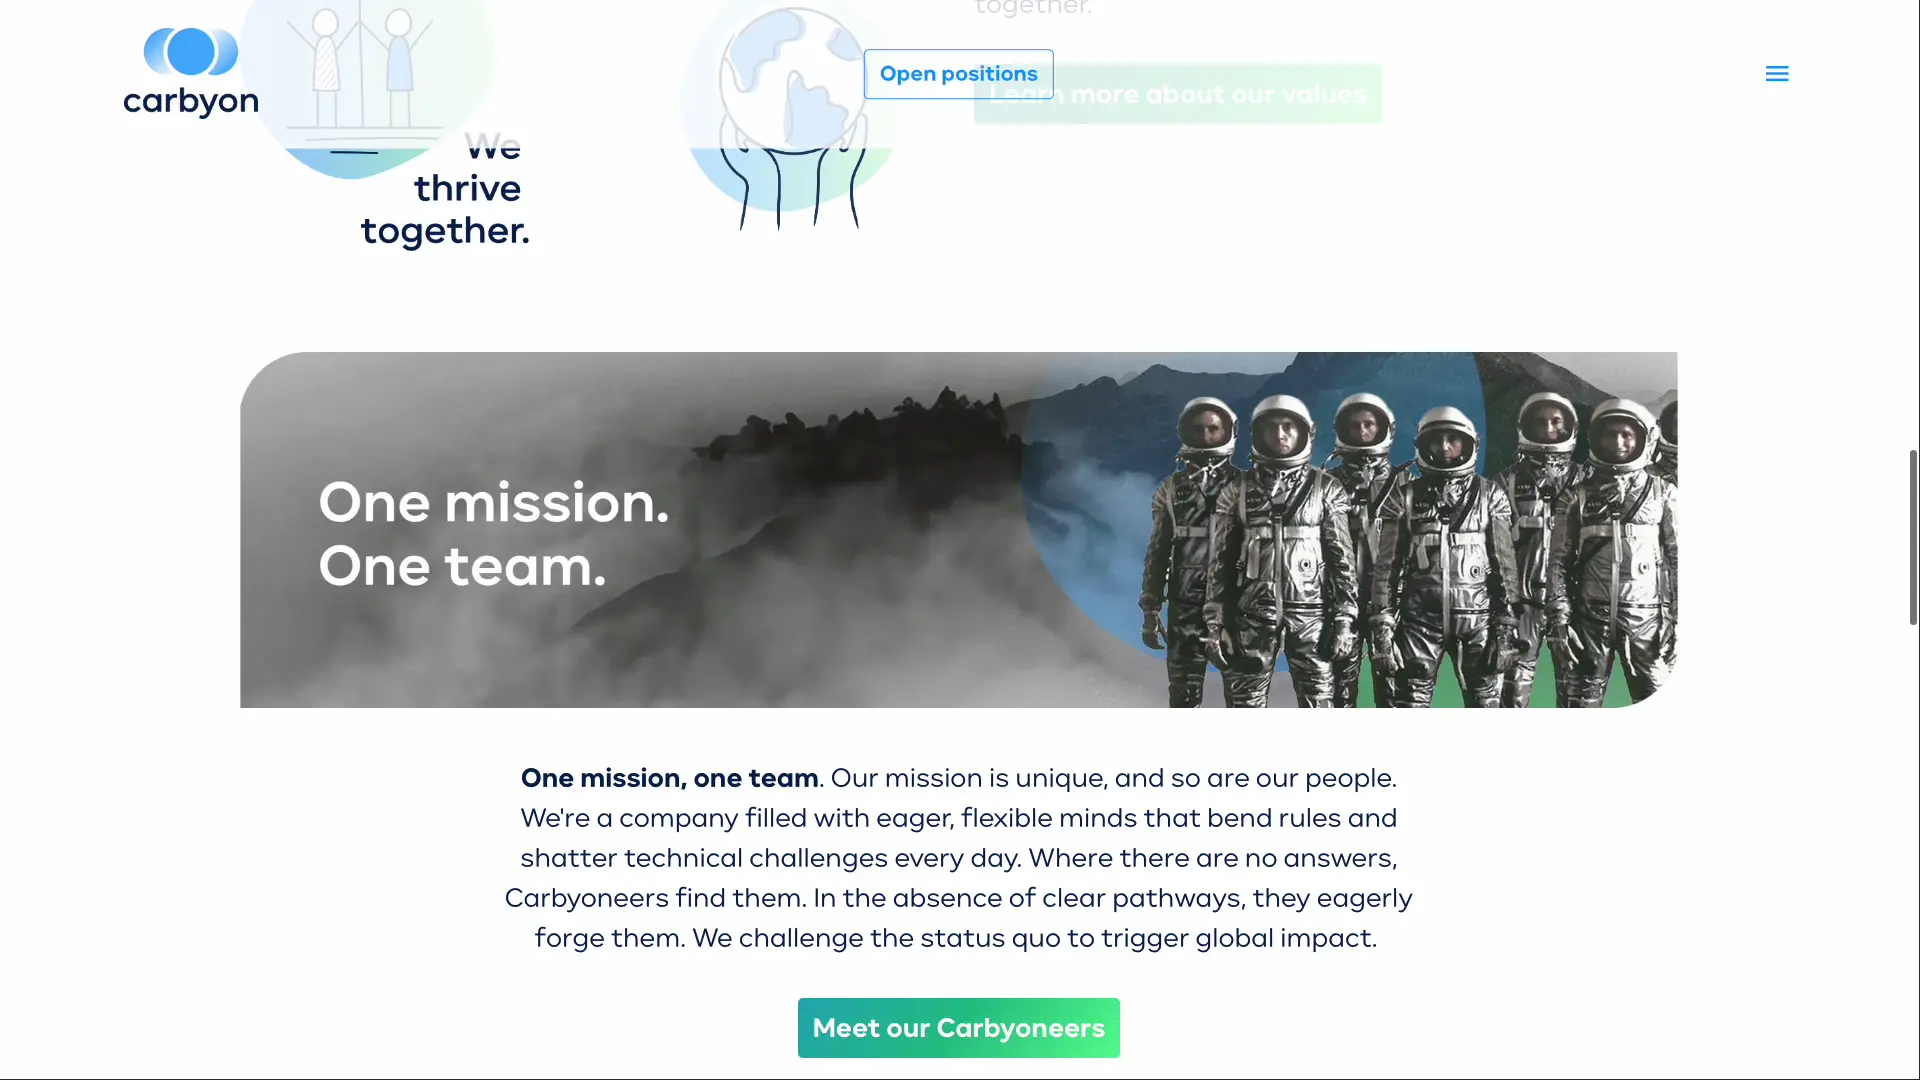 together.
carbyon
Open positions
Learn more about our values
We
thrive
together.
One mission.
One team.
One mission, one team. Our mission is unique, and so are our people.
We're a company filled with eager, flexible minds that bend rules and
shatter technical challenges every day. Where there are no answers,
Carbyoneers find them. In the absence of clear pathways, they eagerly
forge them. We challenge the status quo to trigger global impact.
Meet our Carbyoneers